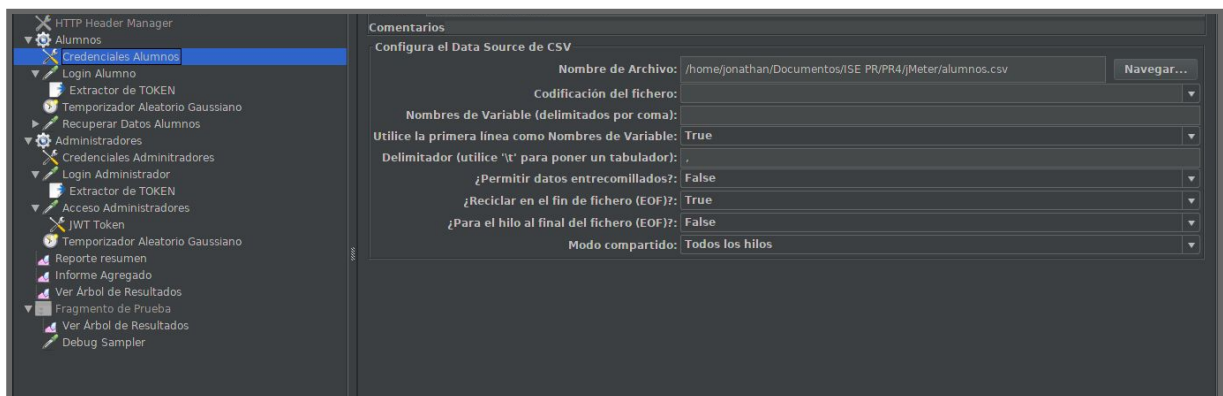 HTTP Header Manager
Alumnos
Credenciales Alumnos
Login Alumno
Extractor de TOKEN
Temporizador Aleatorio Gaussiano
Recuperar Datos Alumnos
Administradores
Credenciales Adminitradores
Login Administrador
Extractor de TOKEN
Acceso Administradores
JWT Token
Temporizador Aleatorio Gaussiano
Reporte resumen
Informe Agregado
Ver Árbol de Resultados
Fragmento de Prueba
Ver Árbol de Resultados
Debug Sampler
Comentarios
Configura el Data Source de CSV
Nombre de Archivo: /home/jonathan/Documentos/ISE PR/PR4/jMeter/alumnos.csv Navegar...
Codificación del fichero:
Nombres de Variable (delimitados por coma):
Utilice la primera línea como Nombres de Variable: True
Delimitador (utilice '\t' para poner un tabulador): ,
¿Permitir datos entrecomillados?: False
¿Reciclar en el fin de fichero (EOF)?: True
¿Para el hilo al final del fichero (EOF)?: False
Modo compartido: Todos los hilos